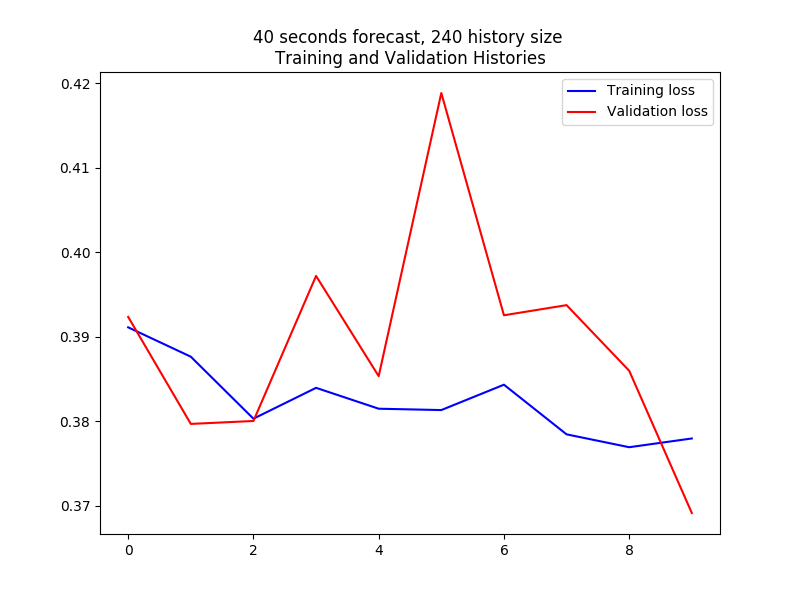 40 seconds forecast, 240 history size
Training and Validation Histories
Training loss
Validation loss
0.42
0.41
0.40
0.39
0.38
0.37
0 2 4 6 8